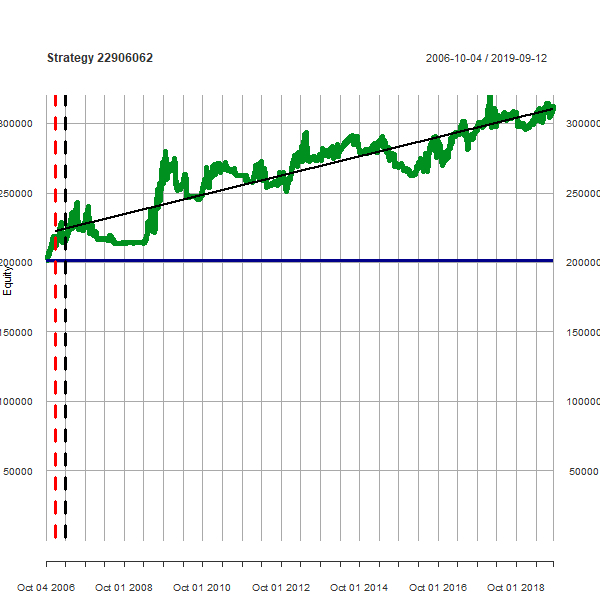 Strategy 22906062 2006-10-04 / 2019-09-12
300000 300000
250000 250000
200000 200000
Equity
150000 150000
100000 100000
50000 50000
Oct 04 2006 Oct 01 2008 Oct 01 2010 Oct 01 2012 Oct 01 2014 Oct 01 2016 Oct 01 2018